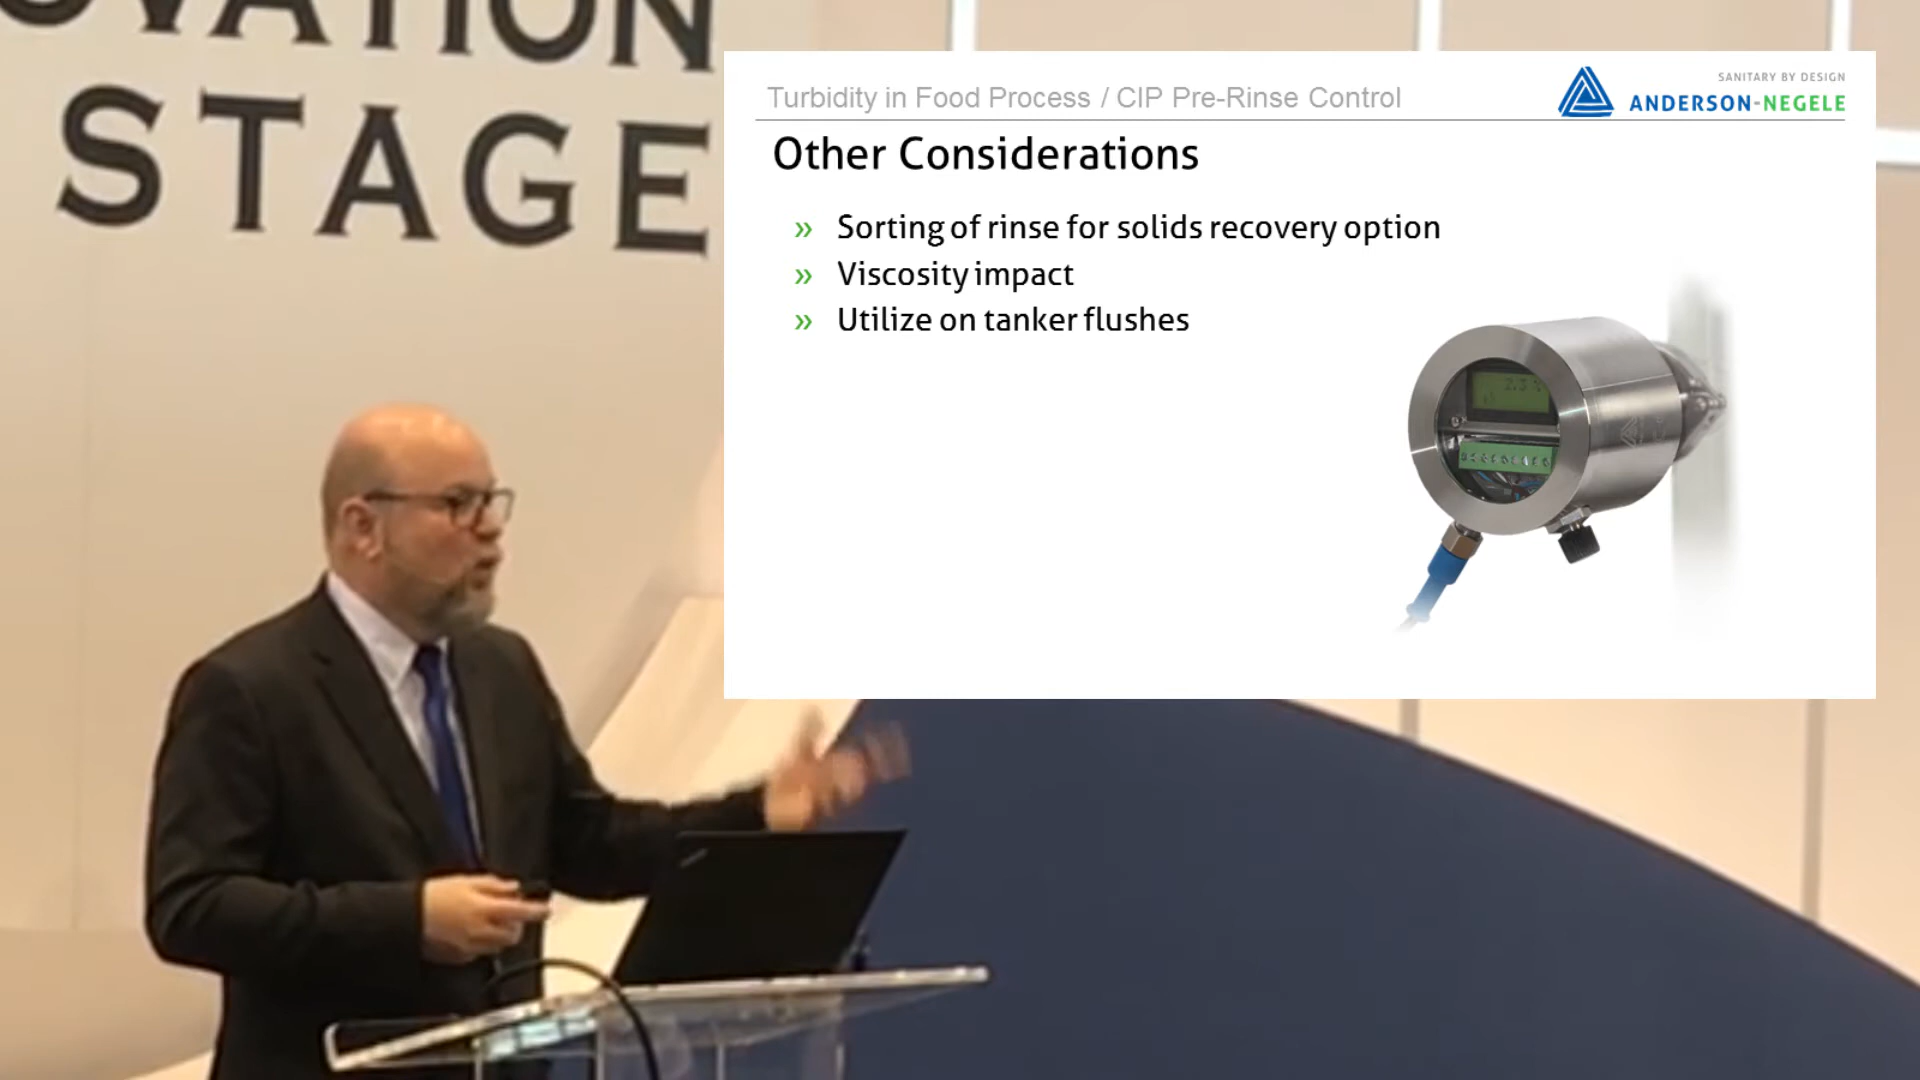 OVATION
STAGE
Turbidity in Food Process / CIP Pre-Rinse Control
SANITARY BY DESIGN
ANDERSON-NEGELE
Other Considerations
» Sorting of rinse for solids recovery option
» Viscosity impact
» Utilize on tanker flushes